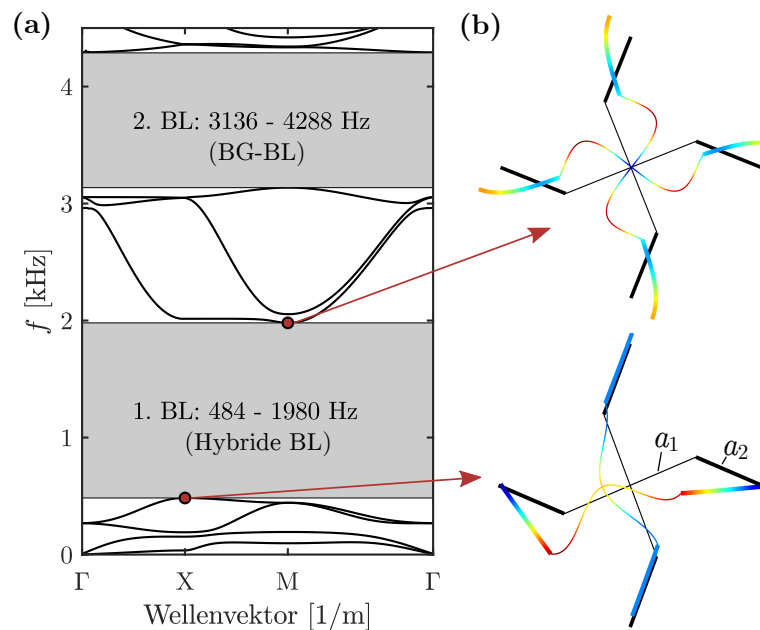 (a)
(b)
4
3
2
1
0
f [kHz]
2. BL: 3136 - 4288 Hz
(BG-BL)
1. BL: 484 - 1980 Hz
(Hybride BL)
a₁
a₂
Γ X M Γ
Wellenvektor [1/m]